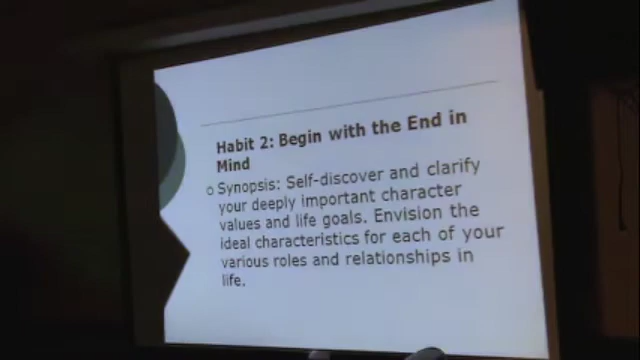 Habit 2: Begin with the End in
Mind
Synopsis: Self-discover and clarify
your deeply important character
values and life goals. Envision the
ideal characteristics for each of your
various roles and relationships in
life.